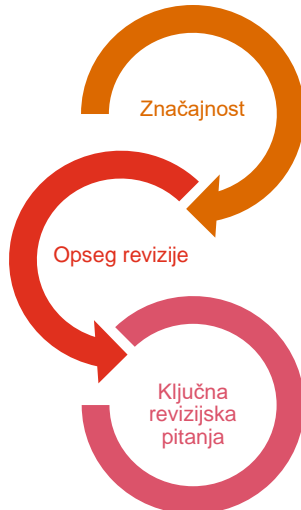 Značajnost
Opseg revizije
Ključna
revizijska
pitanja